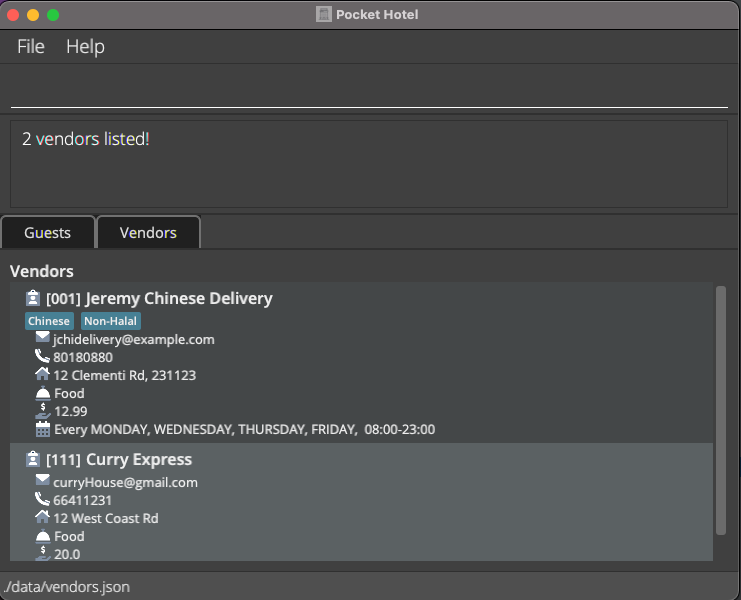 Pocket Hotel
File Help
2 vendors listed!
Guests Vendors
Vendors
[001] Jeremy Chinese Delivery
Chinese Non-Halal
jchidelivery@example.com
80180880
12 Clementi Rd, 231123
Food
12.99
Every MONDAY, WEDNESDAY, THURSDAY, FRIDAY,  08:00-23:00
[111] Curry Express
curryHouse@gmail.com
66411231
12 West Coast Rd
Food
20.0
./data/vendors.json